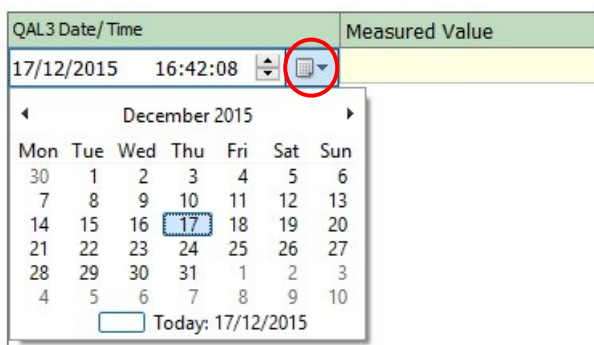 QAL3 Date/Time Measured Value
17/12/2015 16:42:08
December 2015
Mon Tue Wed Thu Fri Sat Sun
30 1 2 3 4 5 6
7 8 9 10 11 12 13
14 15 16 17 18 19 20
21 22 23 24 25 26 27
28 29 30 31 1 2 3
4 5 6 7 8 9 10
Today: 17/12/2015